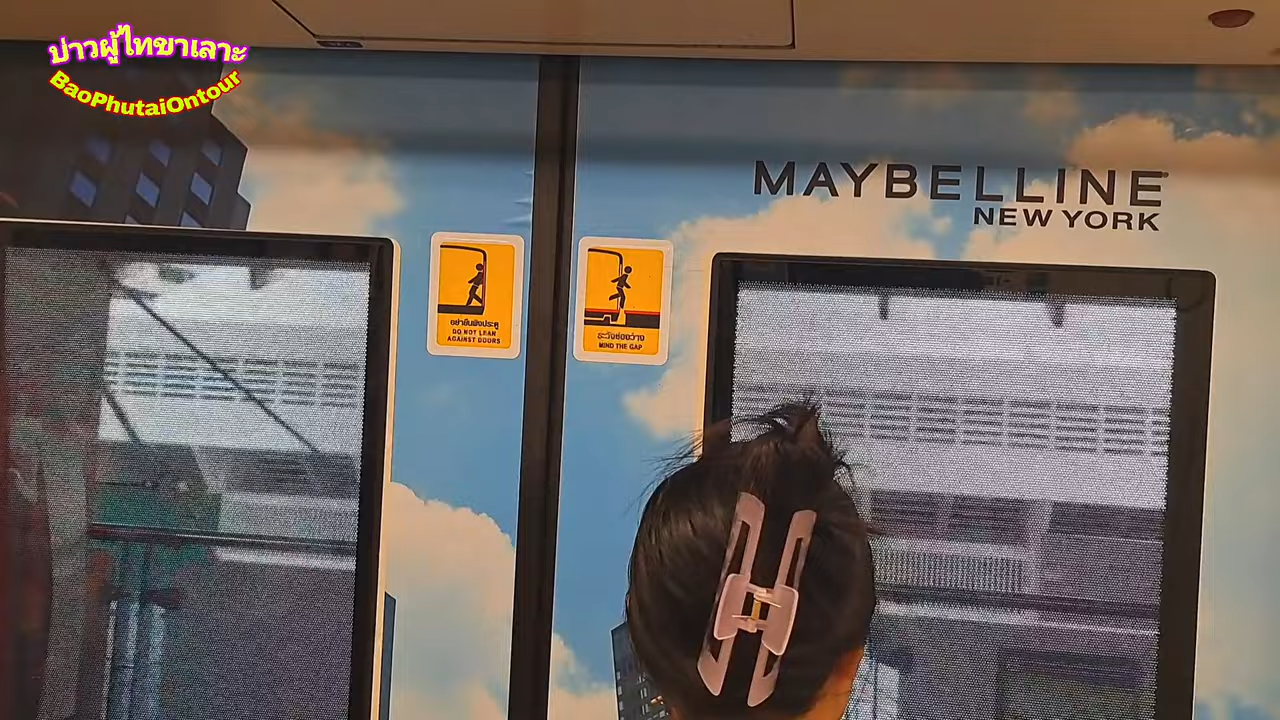 บ่าวผู้ไทขาเลาะ
BaoPhutaiOntour
MAYBELLINE
NEW YORK
อย่ายืนพิงประตู
DO NOT LEAN
AGAINST DOORS
ระวังช่องว่าง
MIND THE GAP